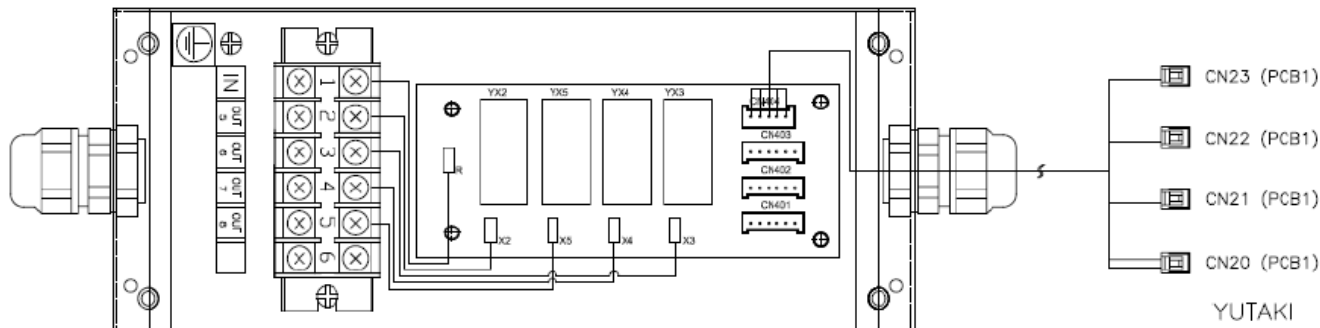 IN
OUT 5
OUT 6
OUT 7
OUT 8
1
2
3
4
5
6
R
YX2
YX5
YX4
YX3
X2
X5
X4
X3
CN404
CN403
CN402
CN401
CN23 (PCB1)
CN22 (PCB1)
CN21 (PCB1)
CN20 (PCB1)
YUTAKI